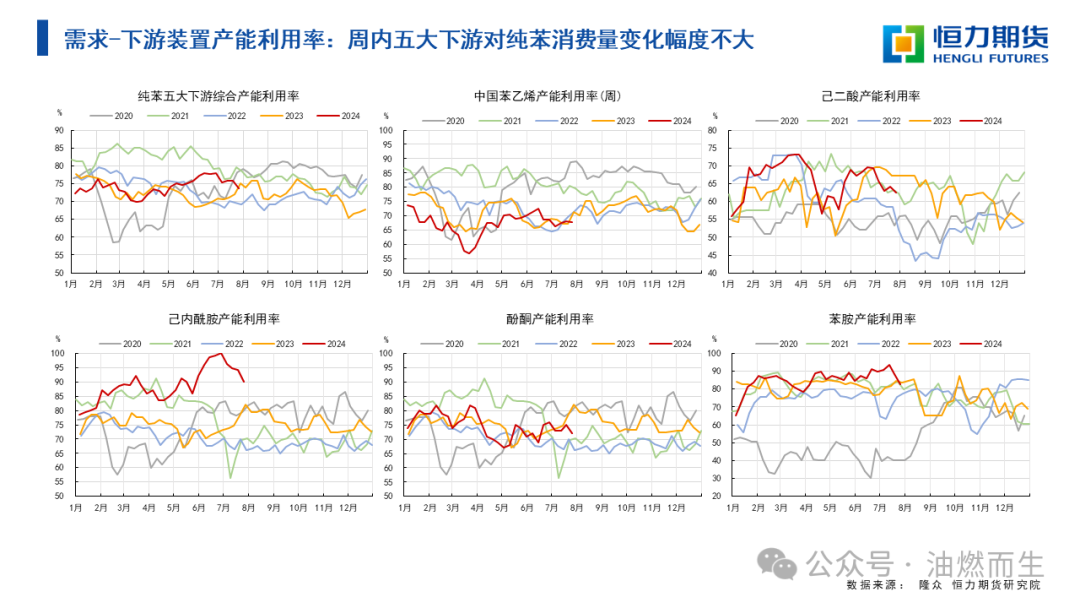 需求-下游装置产能利用率：周内五大下游对纯苯消费量变化幅度不大
恒力期货
HENGLI FUTURES
纯苯五大下游综合产能利用率
%
2020 2021 2022 2023 2024
90
85
80
75
70
65
60
55
50
1月 2月 3月 4月 5月 6月 7月 8月 9月 10月 11月 12月
中国苯乙烯产能利用率(周)
%
2020 2021 2022 2023 2024
100
95
90
85
80
75
70
65
60
55
50
1月 2月 3月 4月 5月 6月 7月 8月 9月 10月 11月 12月
己二酸产能利用率
%
2020 2021 2022 2023 2024
80
75
70
65
60
55
50
45
40
1月 2月 3月 4月 5月 6月 7月 8月 9月 10月 11月 12月
己内酰胺产能利用率
%
2020 2021 2022 2023 2024
100
95
90
85
80
75
70
65
60
55
50
1月 2月 3月 4月 5月 6月 7月 8月 9月 10月 11月 12月
酚酮产能利用率
%
2020 2021 2022 2023 2024
100
95
90
85
80
75
70
65
60
55
50
1月 2月 3月 4月 5月 6月 7月 8月 9月 10月 11月 12月
苯胺产能利用率
%
2020 2021 2022 2023 2024
100
90
80
70
60
50
40
30
20
1月 2月 3月 4月 5月 6月 7月 8月 9月 10月 11月 12月
公众号·油燃而生
数据来源： 隆众 恒力期货研究院